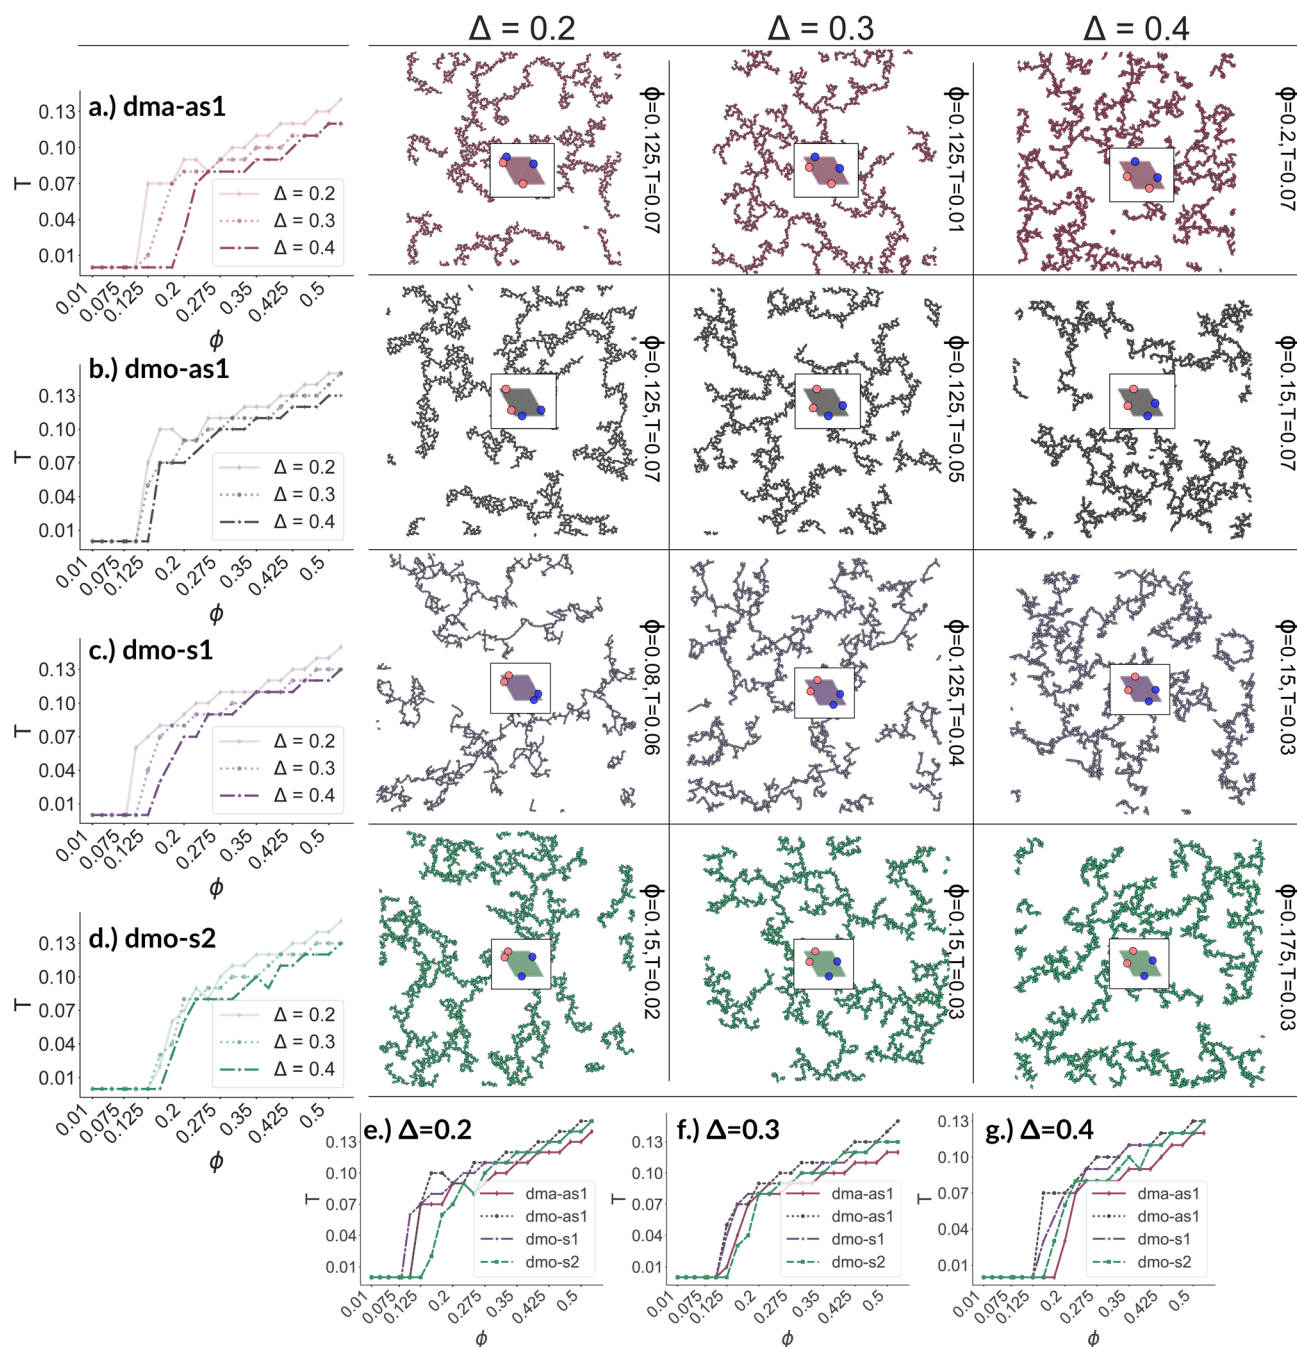 Δ = 0.2
Δ = 0.3
Δ = 0.4
a.) dma-as1
T
0.13
0.10
0.07
0.04
0.01
Δ = 0.2
Δ = 0.3
Δ = 0.4
0.01
0.075
0.125
0.2
0.275
0.35
0.425
0.5
ϕ
ϕ=0.125,T=0.07
ϕ=0.125,T=0.01
ϕ=0.2,T=0.07
b.) dmo-as1
T
0.13
0.10
0.07
0.04
0.01
Δ = 0.2
Δ = 0.3
Δ = 0.4
0.01
0.075
0.125
0.2
0.275
0.35
0.425
0.5
ϕ
ϕ=0.125,T=0.07
ϕ=0.125,T=0.05
ϕ=0.15,T=0.07
c.) dmo-s1
T
0.13
0.10
0.07
0.04
0.01
Δ = 0.2
Δ = 0.3
Δ = 0.4
0.01
0.075
0.125
0.2
0.275
0.35
0.425
0.5
ϕ
ϕ=0.08,T=0.06
ϕ=0.125,T=0.04
ϕ=0.15,T=0.03
d.) dmo-s2
T
0.13
0.10
0.07
0.04
0.01
Δ = 0.2
Δ = 0.3
Δ = 0.4
0.01
0.075
0.125
0.2
0.275
0.35
0.425
0.5
ϕ
ϕ=0.15,T=0.02
ϕ=0.15,T=0.03
ϕ=0.175,T=0.03
e.) Δ=0.2
T
0.13
0.10
0.07
0.04
0.01
dma-as1
dmo-as1
dmo-s1
dmo-s2
0.01
0.075
0.125
0.2
0.275
0.35
0.425
0.5
ϕ
f.) Δ=0.3
T
0.13
0.10
0.07
0.04
0.01
dma-as1
dmo-as1
dmo-s1
dmo-s2
0.01
0.075
0.125
0.2
0.275
0.35
0.425
0.5
ϕ
g.) Δ=0.4
T
0.13
0.10
0.07
0.04
0.01
dma-as1
dmo-as1
dmo-s1
dmo-s2
0.01
0.075
0.125
0.2
0.275
0.35
0.425
0.5
ϕ